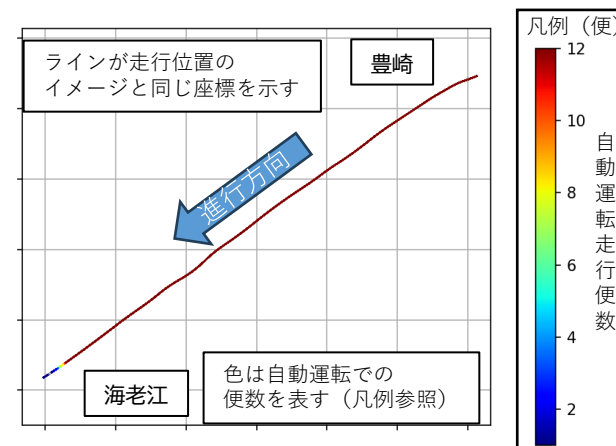 凡例（便）
ラインが走行位置の
イメージと同じ座標を示す
豊崎
進行方向
海老江
色は自動運転での
便数を表す（凡例参照）
12
10
8
6
4
2
自動運転走行便数